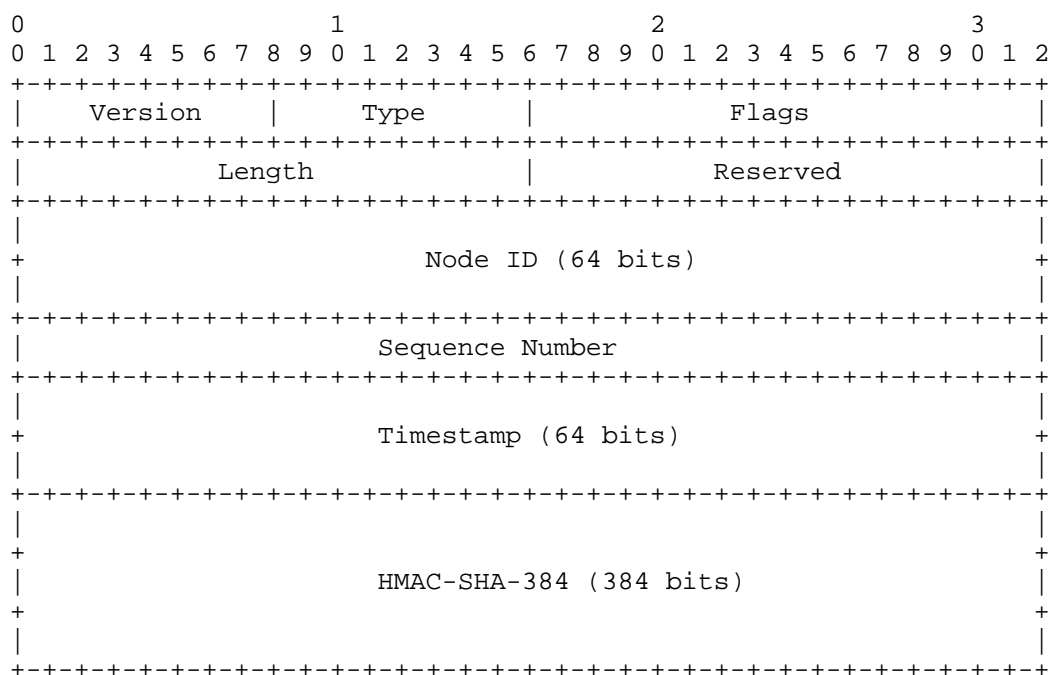 0                   1                   2                   3
0 1 2 3 4 5 6 7 8 9 0 1 2 3 4 5 6 7 8 9 0 1 2 3 4 5 6 7 8 9 0 1 2
+-+-+-+-+-+-+-+-+-+-+-+-+-+-+-+-+-+-+-+-+-+-+-+-+-+-+-+-+-+-+-+-+
|    Version    |     Type      |            Flags              |
+-+-+-+-+-+-+-+-+-+-+-+-+-+-+-+-+-+-+-+-+-+-+-+-+-+-+-+-+-+-+-+-+
|            Length             |           Reserved            |
+-+-+-+-+-+-+-+-+-+-+-+-+-+-+-+-+-+-+-+-+-+-+-+-+-+-+-+-+-+-+-+-+
|                                                               |
+                         Node ID (64 bits)                     +
|                                                               |
+-+-+-+-+-+-+-+-+-+-+-+-+-+-+-+-+-+-+-+-+-+-+-+-+-+-+-+-+-+-+-+-+
|                      Sequence Number                          |
+-+-+-+-+-+-+-+-+-+-+-+-+-+-+-+-+-+-+-+-+-+-+-+-+-+-+-+-+-+-+-+-+
|                                                               |
+                      Timestamp (64 bits)                      +
|                                                               |
+-+-+-+-+-+-+-+-+-+-+-+-+-+-+-+-+-+-+-+-+-+-+-+-+-+-+-+-+-+-+-+-+
|                                                               |
+                                                               +
|                      HMAC-SHA-384 (384 bits)                  |
+                                                               +
|                                                               |
+-+-+-+-+-+-+-+-+-+-+-+-+-+-+-+-+-+-+-+-+-+-+-+-+-+-+-+-+-+-+-+-+